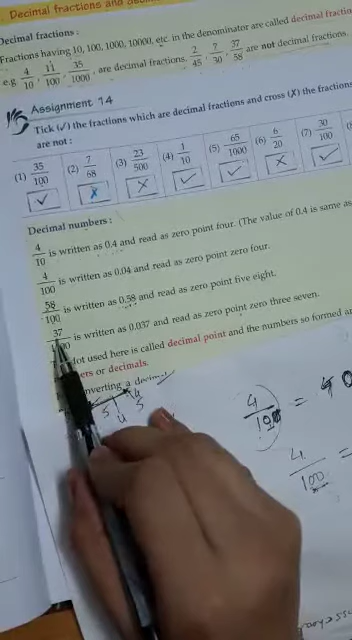 Decimal fractions and decim
Decimal fractions :
Fractions having 10, 100, 1000, 10000, etc. in the denominator are called decimal fractio
e.g. 4/10, 11/100, 35/1000, are decimal fractions. 2/45, 7/30, 37/58 are not decimal fractions.
Assignment 14
Tick (✓) the fractions which are decimal fractions and cross (X) the fractions
are not :
(1) 35/100 (2) 7/58 (3) 23/500 (4) 1/10 (5) 65/1000 (6) 6/20 (7) 30/100
✓ X X ✓ ✓ X ✓
Decimal numbers :
4/10 is written as 0.4 and read as zero point four. (The value of 0.4 is same as
4/100 is written as 0.04 and read as zero point zero four.
58/100 is written as 0.58 and read as zero point five eight.
37/ is written as 0.037 and read as zero point zero three seven.
dot used here is called decimal point and the numbers so formed ar
or decimals.
converting a decimal
4/ =
4/100 =